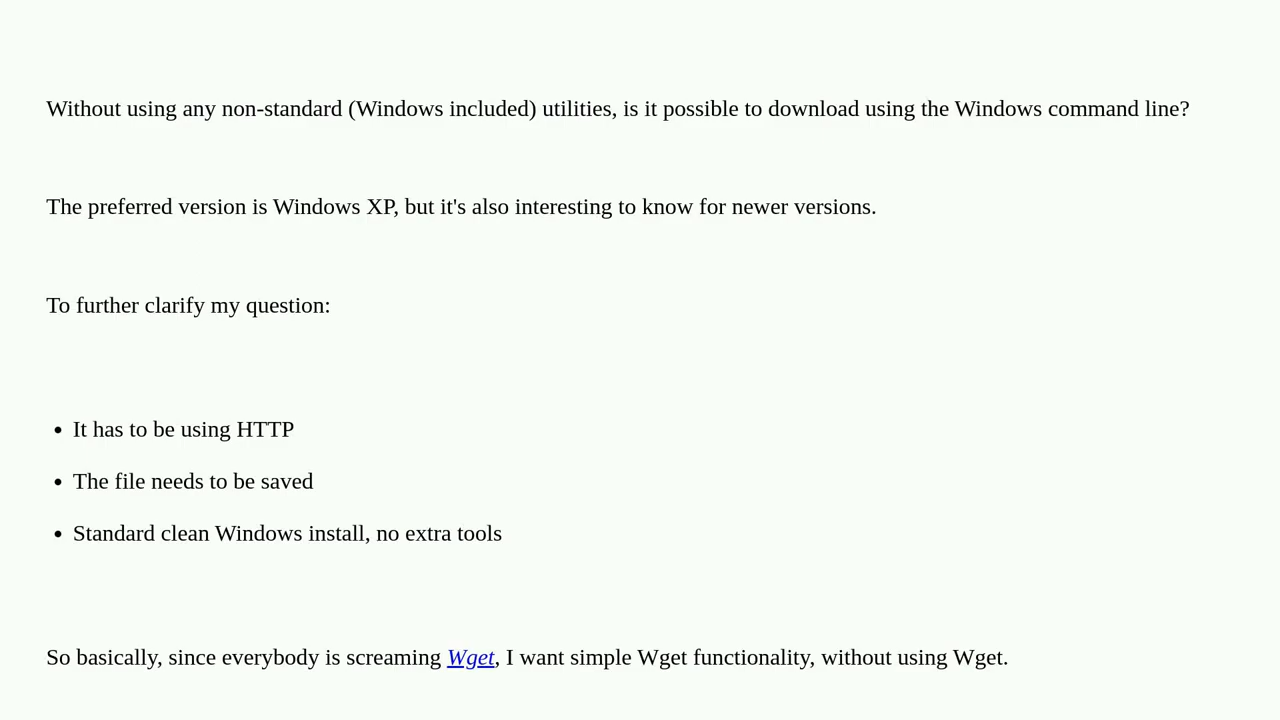 Without using any non-standard (Windows included) utilities, is it possible to download using the Windows command line?
The preferred version is Windows XP, but it's also interesting to know for newer versions.
To further clarify my question:
• It has to be using HTTP
• The file needs to be saved
• Standard clean Windows install, no extra tools
So basically, since everybody is screaming Wget, I want simple Wget functionality, without using Wget.